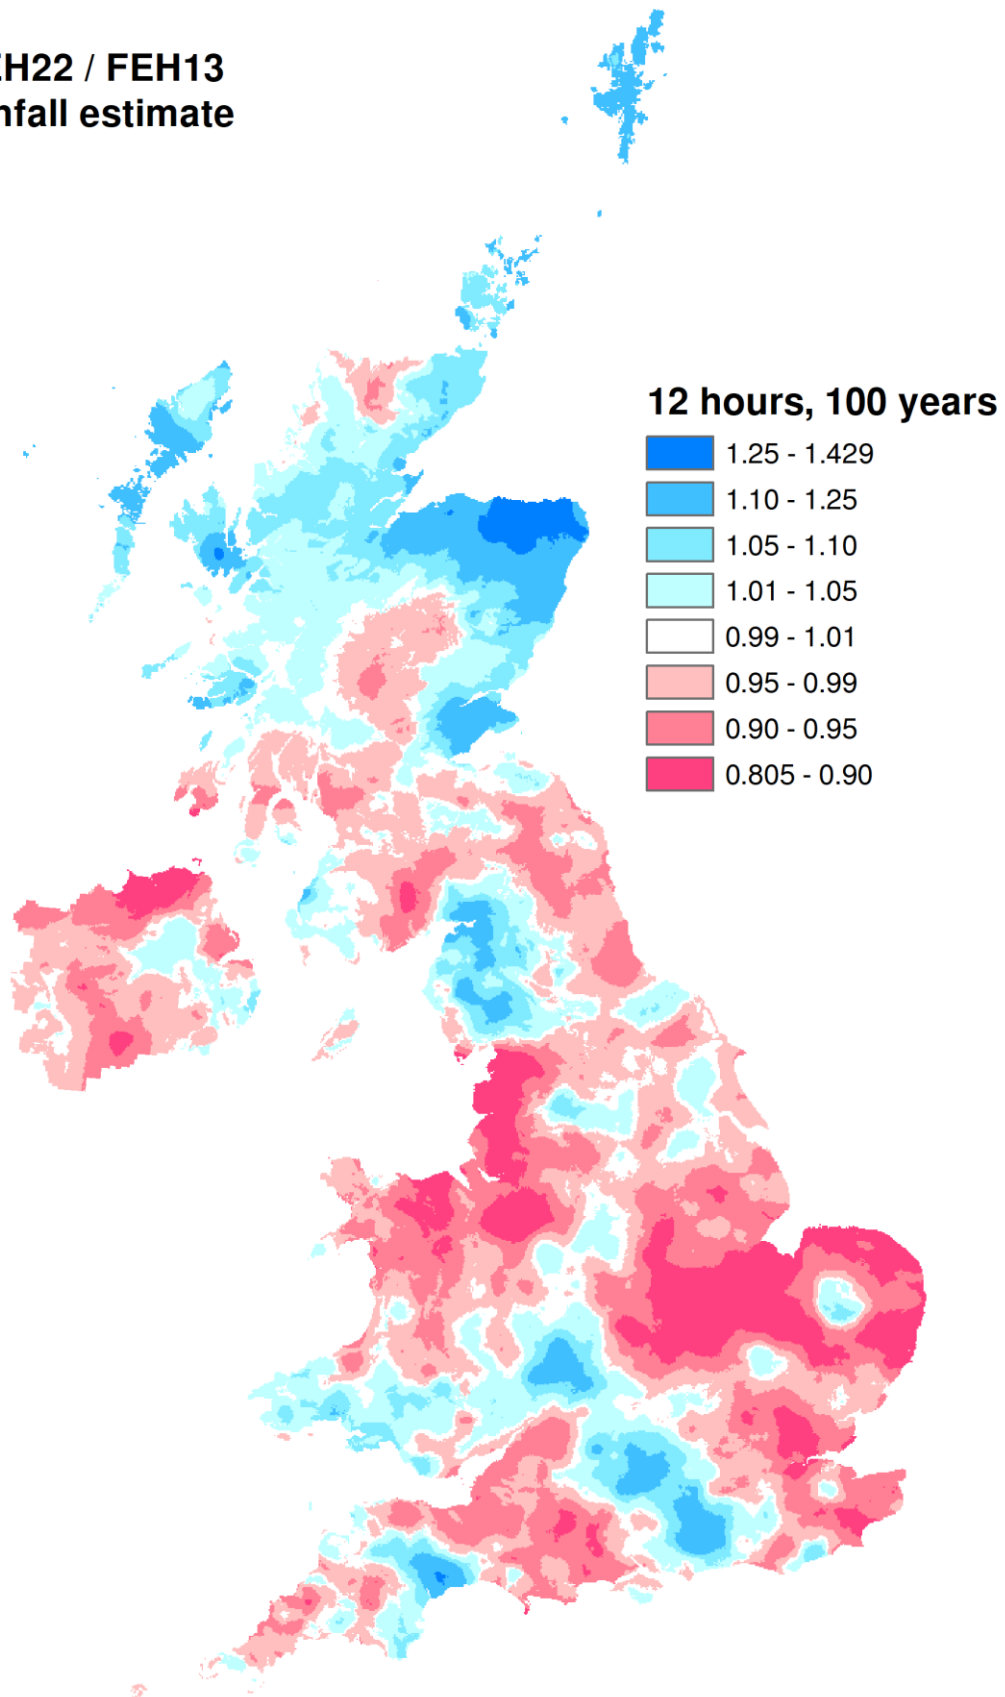 EH22 / FEH13
nfall estimate
12 hours, 100 years
1.25 - 1.429
1.10 - 1.25
1.05 - 1.10
1.01 - 1.05
0.99 - 1.01
0.95 - 0.99
0.90 - 0.95
0.805 - 0.90